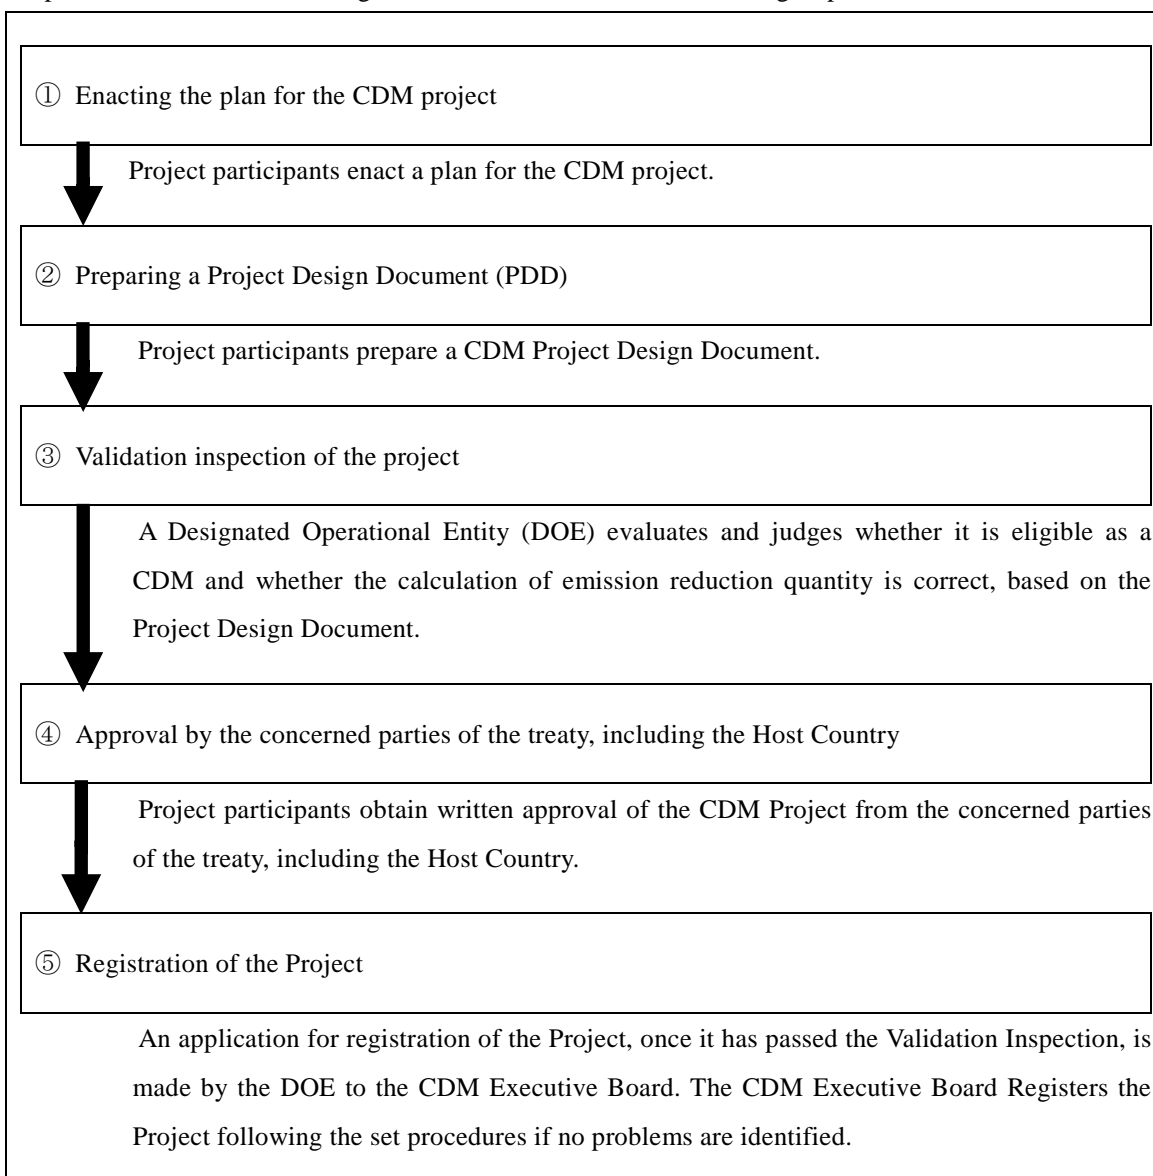 ① Enacting the plan for the CDM project
Project participants enact a plan for the CDM project.
② Preparing a Project Design Document (PDD)
Project participants prepare a CDM Project Design Document.
③ Validation inspection of the project
A Designated Operational Entity (DOE) evaluates and judges whether it is eligible as a
CDM and whether the calculation of emission reduction quantity is correct, based on the
Project Design Document.
④ Approval by the concerned parties of the treaty, including the Host Country
Project participants obtain written approval of the CDM Project from the concerned parties
of the treaty, including the Host Country.
⑤ Registration of the Project
An application for registration of the Project, once it has passed the Validation Inspection, is
made by the DOE to the CDM Executive Board. The CDM Executive Board Registers the
Project following the set procedures if no problems are identified.